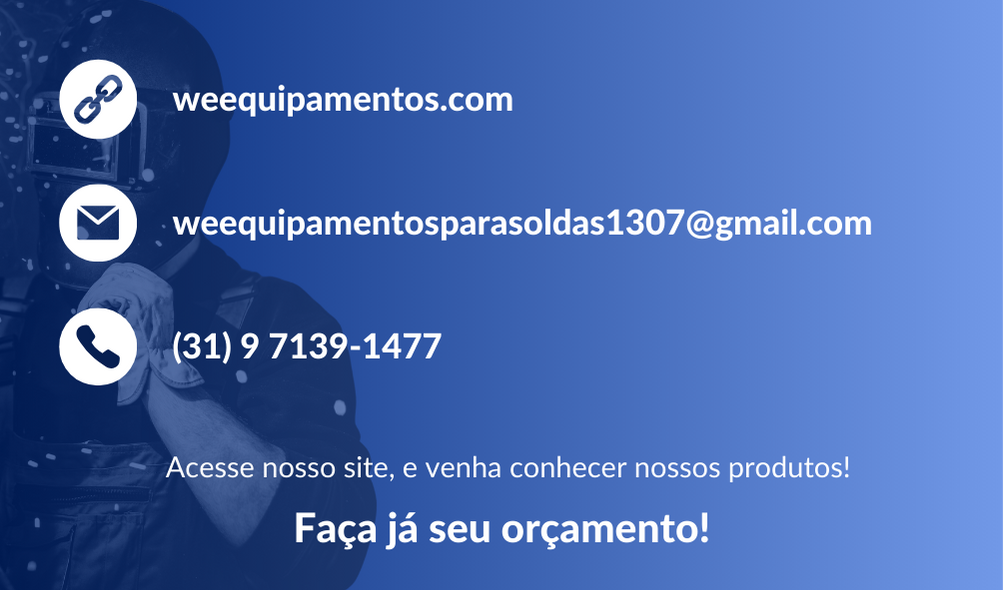 weequipamentos.com
weequipamentosparasoldas1307@gmail.com
(31) 9 7139-1477
Acesse nosso site, e venha conhecer nossos produtos!
Faça já seu orçamento!